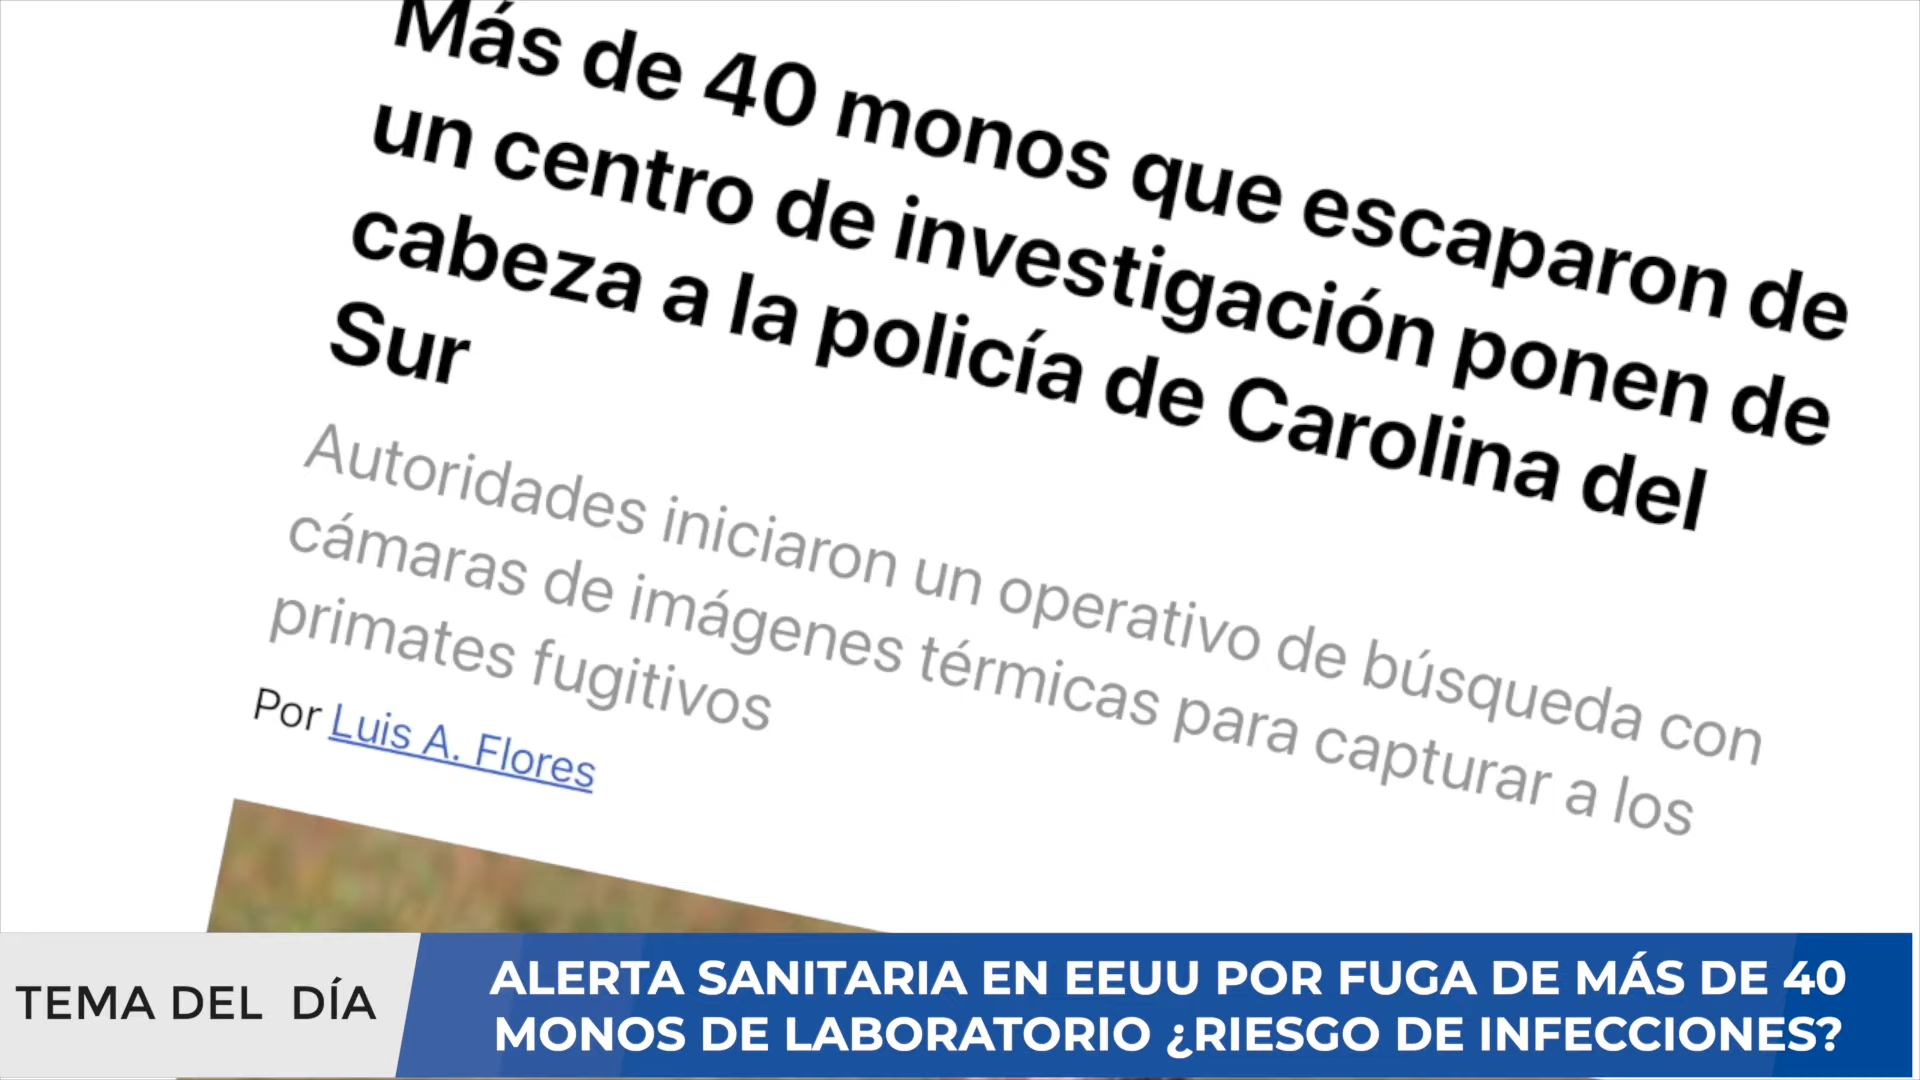 Más de 40 monos que escaparon de
un centro de investigación ponen de
cabeza a la policía de Carolina del
Sur
Autoridades iniciaron un operativo de búsqueda con
cámaras de imágenes térmicas para capturar a los
primates fugitivos
Por Luis A. Flores
TEMA DEL DÍA
ALERTA SANITARIA EN EEUU POR FUGA DE MÁS DE 40
MONOS DE LABORATORIO ¿RIESGO DE INFECCIONES?